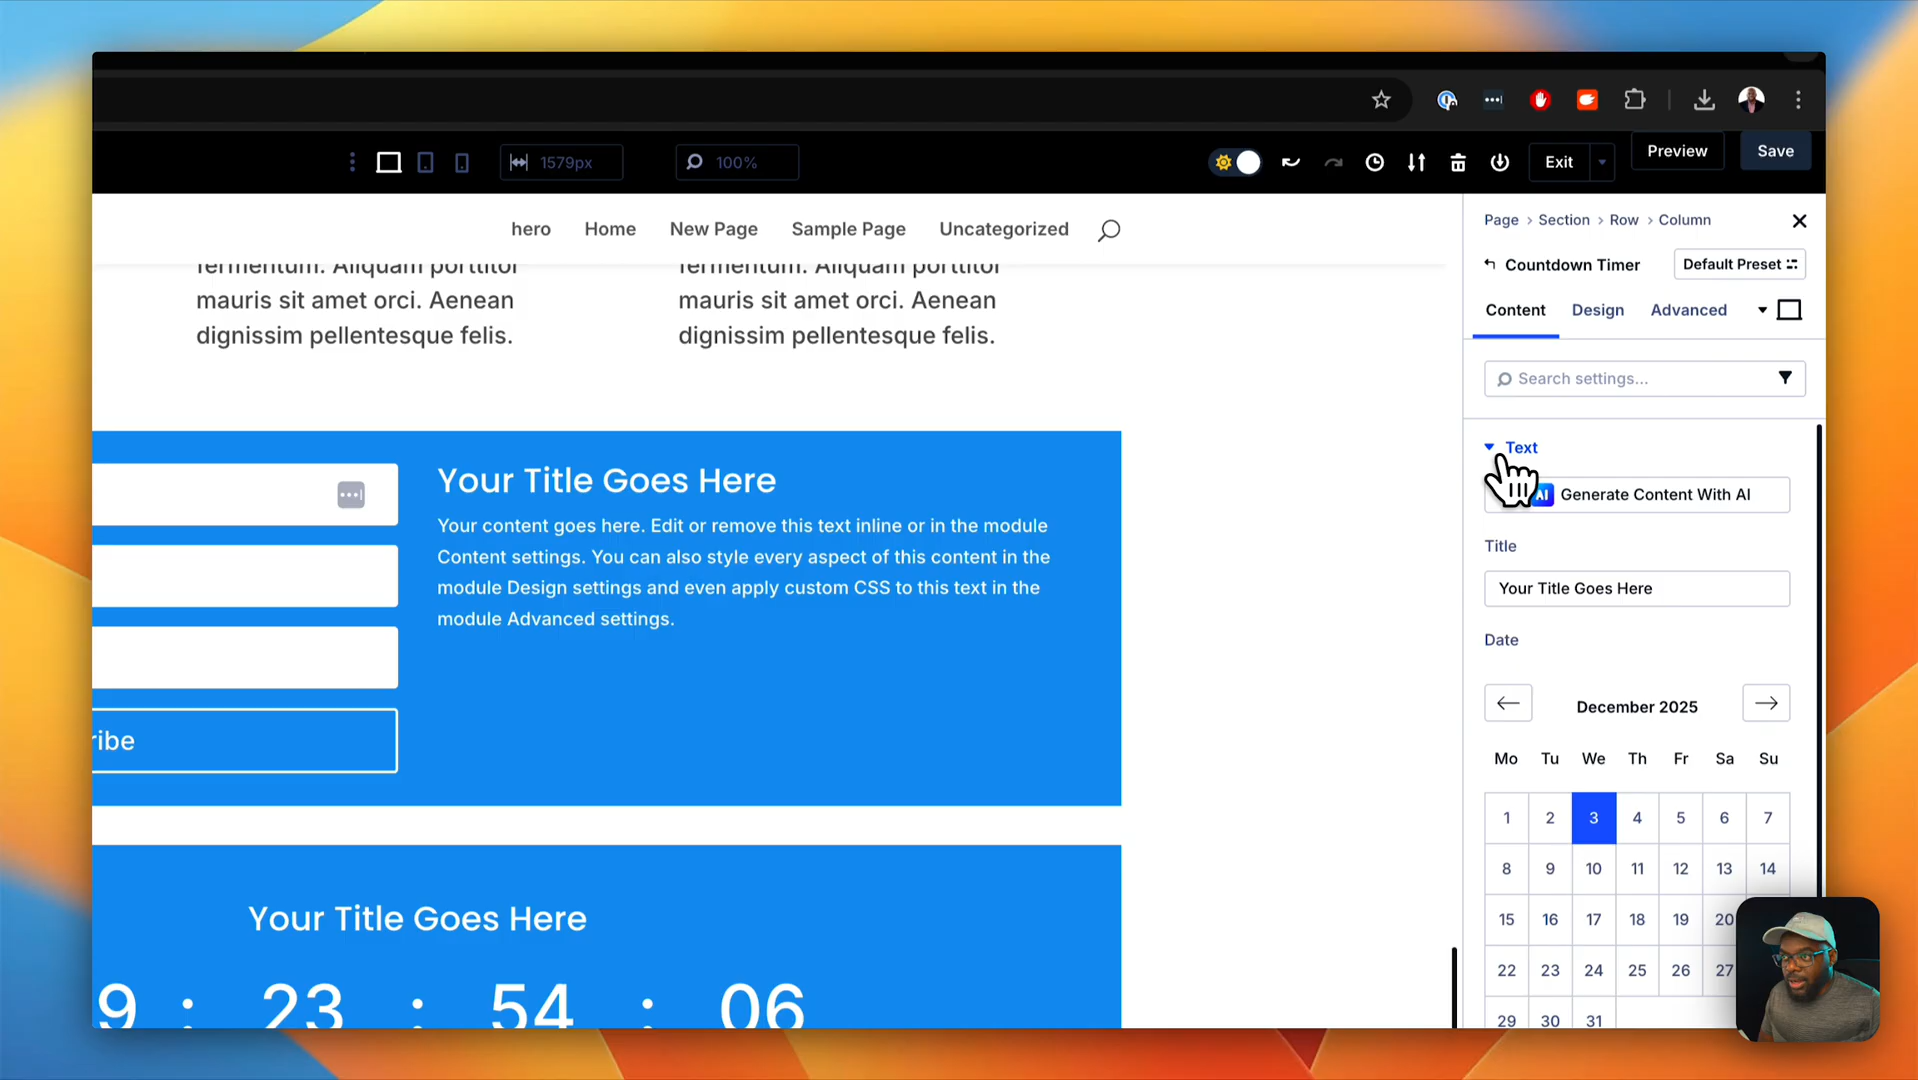 1579px
100%
Exit
Preview
Save
hero
Home
New Page
Sample Page
Uncategorized
fermentum. Aliquam porttitor
mauris sit amet orci. Aenean
dignissim pellentesque felis.
fermentum. Aliquam porttitor
mauris sit amet orci. Aenean
dignissim pellentesque felis.
Your Title Goes Here
Your content goes here. Edit or remove this text inline or in the module
Content settings. You can also style every aspect of this content in the
module Design settings and even apply custom CSS to this text in the
module Advanced settings.
ribe
Your Title Goes Here
9 : 23 : 54 : 06
Page > Section > Row > Column
Countdown Timer
Default Preset
Content
Design
Advanced
Search settings...
Text
AI Generate Content With AI
Title
Your Title Goes Here
Date
December 2025
Mo Tu We Th Fr Sa Su
1 2 3 4 5 6 7
8 9 10 11 12 13 14
15 16 17 18 19 20
22 23 24 25 26 27
29 30 31